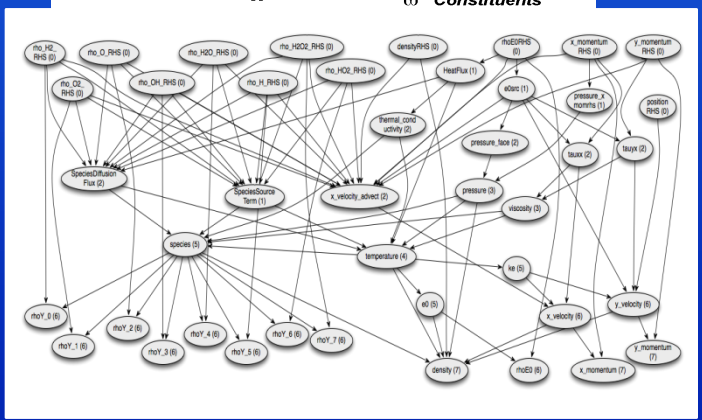 Constituents
rho_H2_
RHS (0)
rho_O_RHS (0)
rho_H2O_RHS (0)
rho_H2O2_RHS (0)
densityRHS (0)
rhoE0RHS
(0)
x_momentum
RHS (0)
y_momentum
RHS (0)
rho_O2_
RHS (0)
rho_OH_RHS (0)
rho_H_RHS (0)
rho_HO2_RHS (0)
HeatFlux (1)
e0src (1)
pressure_x
momrhs (1)
position
RHS (0)
thermal_cond
uctivity (2)
pressure_face (2)
tauxx (2)
tauyx (2)
SpeciesDiffusion
Flux (2)
SpeciesSource
Term (1)
x_velocity_advect (2)
pressure (3)
viscosity (3)
species (5)
temperature (4)
ke (5)
e0 (5)
x_velocity (6)
y_velocity (6)
rhoY_0 (6)
rhoY_1 (6)
rhoY_2 (6)
rhoY_3 (6)
rhoY_4 (6)
rhoY_5 (6)
rhoY_6 (6)
rhoY_7 (6)
density (7)
rhoE0 (6)
x_momentum (7)
y_momentum
(7)